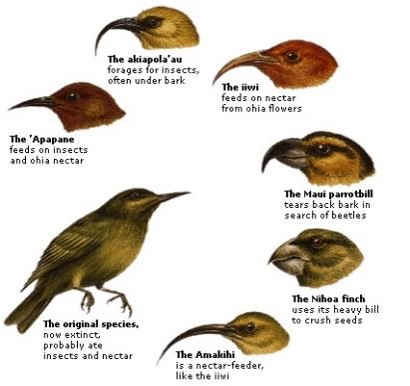 The akiapola'au
forages for insects,
often under bark
The iiwi
feeds on nectar
from ohia flowers
The 'Apapane
feeds on insects
and ohia nectar
The Maui parrotbill
tears back bark in
search of beetles
The Nihoa finch
uses its heavy bill
to crush seeds
The original species,
now extinct,
probably ate
insects and nectar
The Amakihi
is a nectar-feeder,
like the iiwi